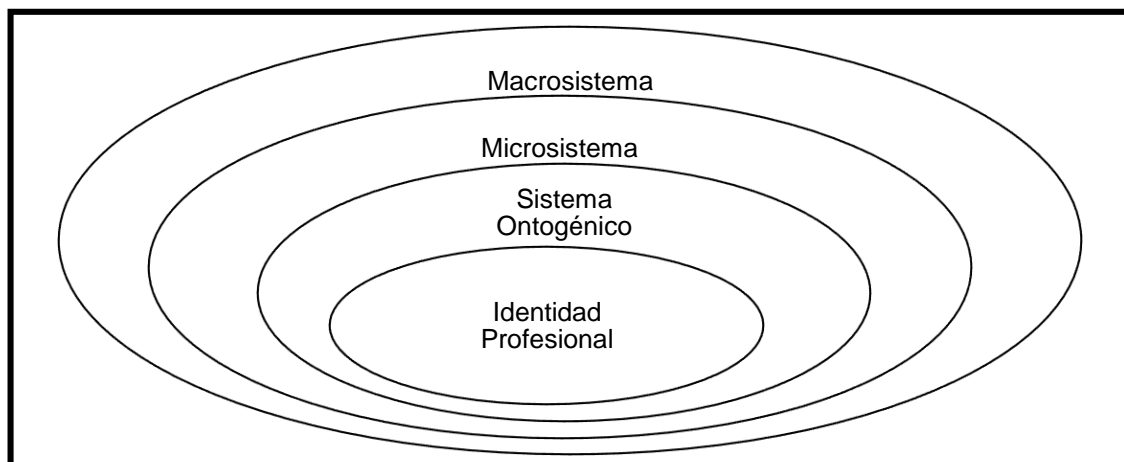 Macrosistema
Microsistema
Sistema
Ontogénico
Identidad
Profesional